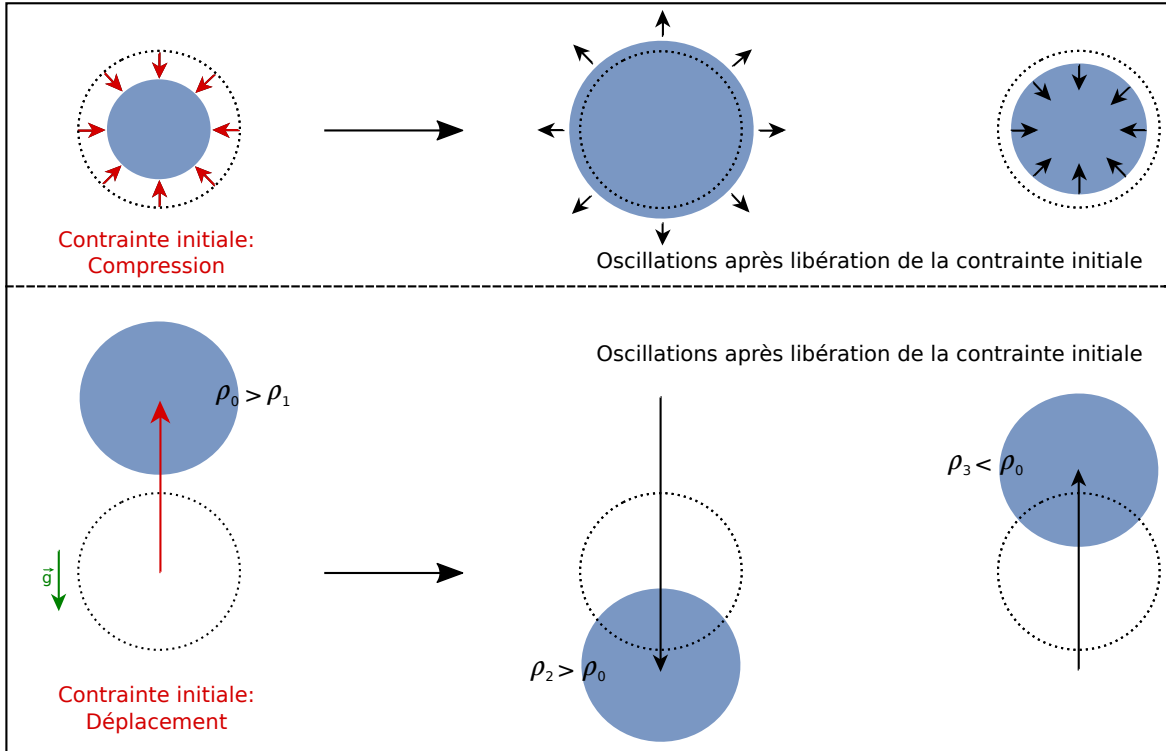 Contrainte initiale:
Compression
Oscillations après libération de la contrainte initiale
Oscillations après libération de la contrainte initiale
ρ₀ > ρ₁
ρ₃ < ρ₀
g⃗
ρ₂ > ρ₀
Contrainte initiale:
Déplacement